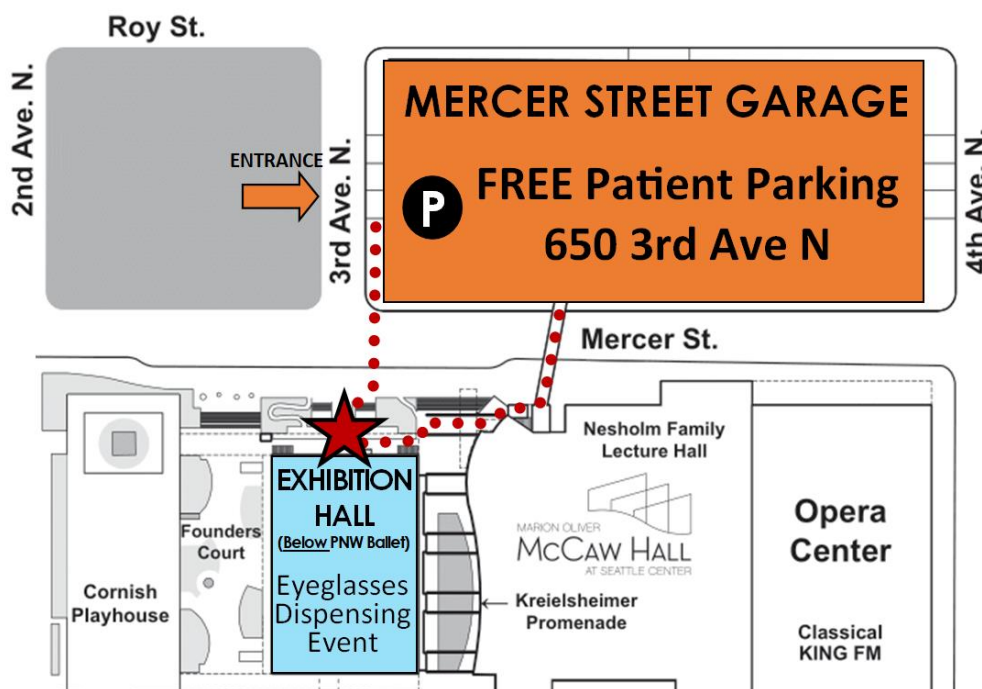 Roy St.
2nd Ave. N.
ENTRANCE
3rd Ave. N.
MERCER STREET GARAGE
P
FREE Patient Parking
650 3rd Ave N
4th Ave. N.
Mercer St.
EXHIBITION
HALL
(Below PNW Ballet)
Eyeglasses
Dispensing
Event
Founders
Court
Cornish
Playhouse
Nesholm Family
Lecture Hall
MARION OLIVER
MCCAW HALL
AT SEATTLE CENTER
Kreielsheimer
Promenade
Opera
Center
Classical
KING FM